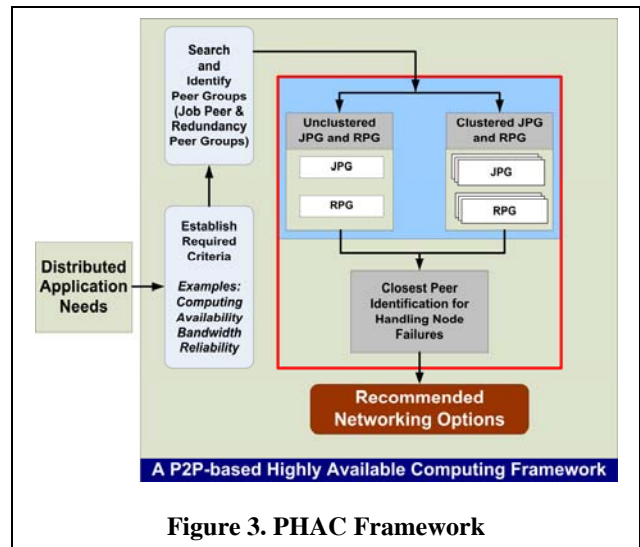 Search
and
Identify
Peer Groups
(Job Peer &
Redundancy
Peer Groups)
Unclustered
JPG and RPG
JPG
RPG
Clustered JPG
and RPG
JPG
RPG
Distributed
Application
Needs
Establish
Required
Criteria
Examples:
Computing
Availability
Bandwidth
Reliability
Closest Peer
Identification for
Handling Node
Failures
Recommended
Networking Options
A P2P-based Highly Available Computing Framework
Figure 3. PHAC Framework